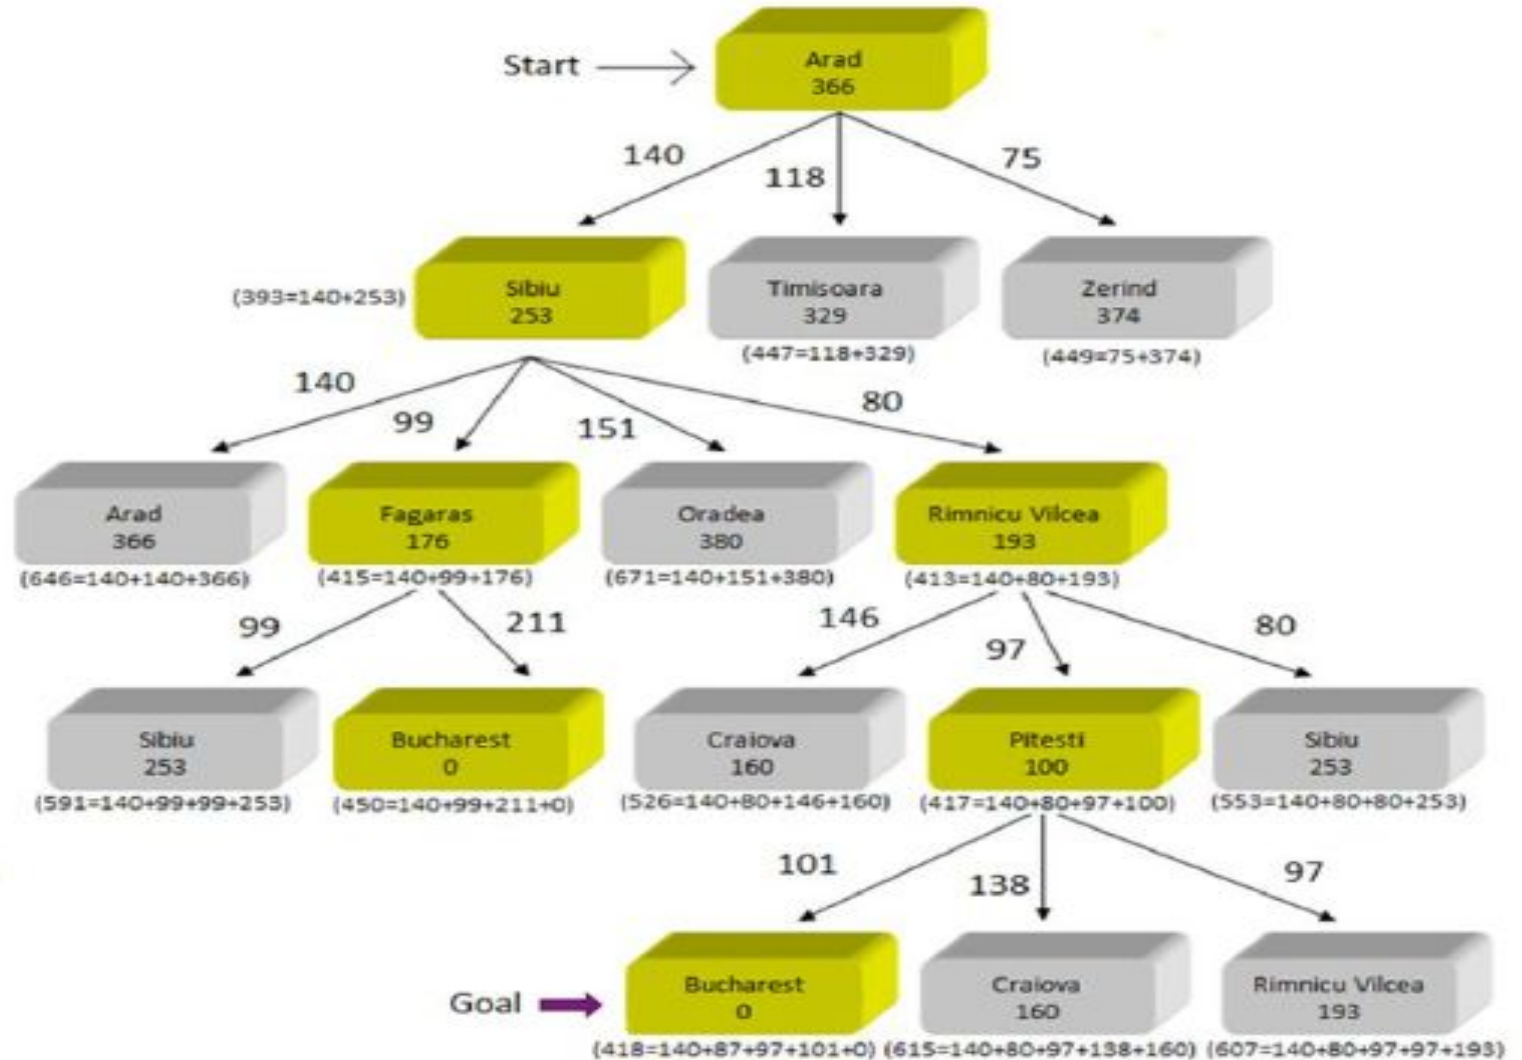 Start
Arad
366
140
118
75
(393=140+253)
Sibiu
253
Timisoara
329
Zerind
374
(447=118+329)
(449=75+374)
140
99
151
80
Arad
366
Fagaras
176
Oradea
380
Rimnicu Vilcea
193
(646=140+140+366)
(415=140+99+176)
(671=140+151+380)
(413=140+80+193)
99
211
146
97
80
Sibiu
253
Bucharest
0
Craiova
160
Pitesti
100
Sibiu
253
(591=140+99+99+253)
(450=140+99+211+0)
(526=140+80+146+160)
(417=140+80+97+100)
(553=140+80+80+253)
101
138
97
Goal
Bucharest
0
Craiova
160
Rimnicu Vilcea
193
(418=140+87+97+101+0)
(615=140+80+97+138+160)
(607=140+80+97+97+193)